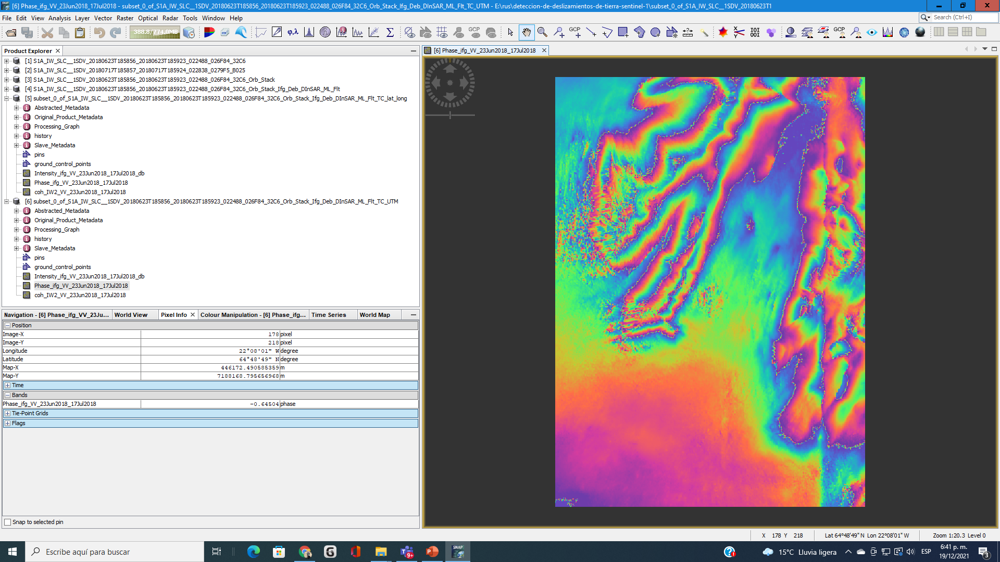 [6] Phase_ifg_VV_23Jun2018_17Jul2018 - subset_0_of_S1A_IW_SLC__1SDV_20180623T185856_20180623T185923_022488_026F84_32C6_Orb_Stack_Ifg_Deb_DInSAR_ML_Flt_TC_UTM - E:\rus\deteccion-de-deslizamientos-de-tierra-sentinel-1\subset_0_of_S1A_IW_SLC__1SDV_20180623T1
File Edit View Analysis Layer Vector Raster Optical Radar Tools Window Help
Search (Ctrl+I)
388.8/774.0MB
Product Explorer
[6] Phase_ifg_VV_23Jun2018_17Jul2018
[1] S1A_IW_SLC__1SDV_20180623T185856_20180623T185923_022488_026F84_32C6
[2] S1A_IW_SLC__1SDV_20180717T185857_20180717T185924_022838_0279F5_B025
[3] S1A_IW_SLC__1SDV_20180623T185856_20180623T185923_022488_026F84_32C6_Orb_Stack
[4] S1A_IW_SLC__1SDV_20180623T185856_20180623T185923_022488_026F84_32C6_Orb_Stack_Ifg_Deb_DInSAR_ML_Flt
[5] subset_0_of_S1A_IW_SLC__1SDV_20180623T185856_20180623T185923_022488_026F84_32C6_Orb_Stack_Ifg_Deb_DInSAR_ML_Flt_TC_lat_long
Abstracted_Metadata
Original_Product_Metadata
Processing_Graph
history
Slave_Metadata
pins
ground_control_points
Intensity_ifg_VV_23Jun2018_17Jul2018_db
Phase_ifg_VV_23Jun2018_17Jul2018
coh_IW2_VV_23Jun2018_17Jul2018
[6] subset_0_of_S1A_IW_SLC__1SDV_20180623T185856_20180623T185923_022488_026F84_32C6_Orb_Stack_Ifg_Deb_DInSAR_ML_Flt_TC_UTM
Abstracted_Metadata
Original_Product_Metadata
Processing_Graph
history
Slave_Metadata
pins
ground_control_points
Intensity_ifg_VV_23Jun2018_17Jul2018_db
Phase_ifg_VV_23Jun2018_17Jul2018
coh_IW2_VV_23Jun2018_17Jul2018
Navigation - [6] Phase_ifg_VV_23Ju... World View Pixel Info Colour Manipulation - [6] Phase_ifg... Time Series World Map
Position
Image-X 178 pixel
Image-Y 218 pixel
Longitude 22°08'01" W degree
Latitude 64°48'49" N degree
Map-X 446172.490585359 m
Map-Y 7188168.795656968 m
Time
Bands
Phase_ifg_VV_23Jun2018_17Jul2018 -0.64504 phase
Tie-Point Grids
Flags
Snap to selected pin
X 178 Y 218 Lat 64°48'49" N Lon 22°08'01" W Zoom 1:20.3 Level 0
Escribe aquí para buscar
15°C Lluvia ligera
ESP
6:41 p. m.
19/12/2021